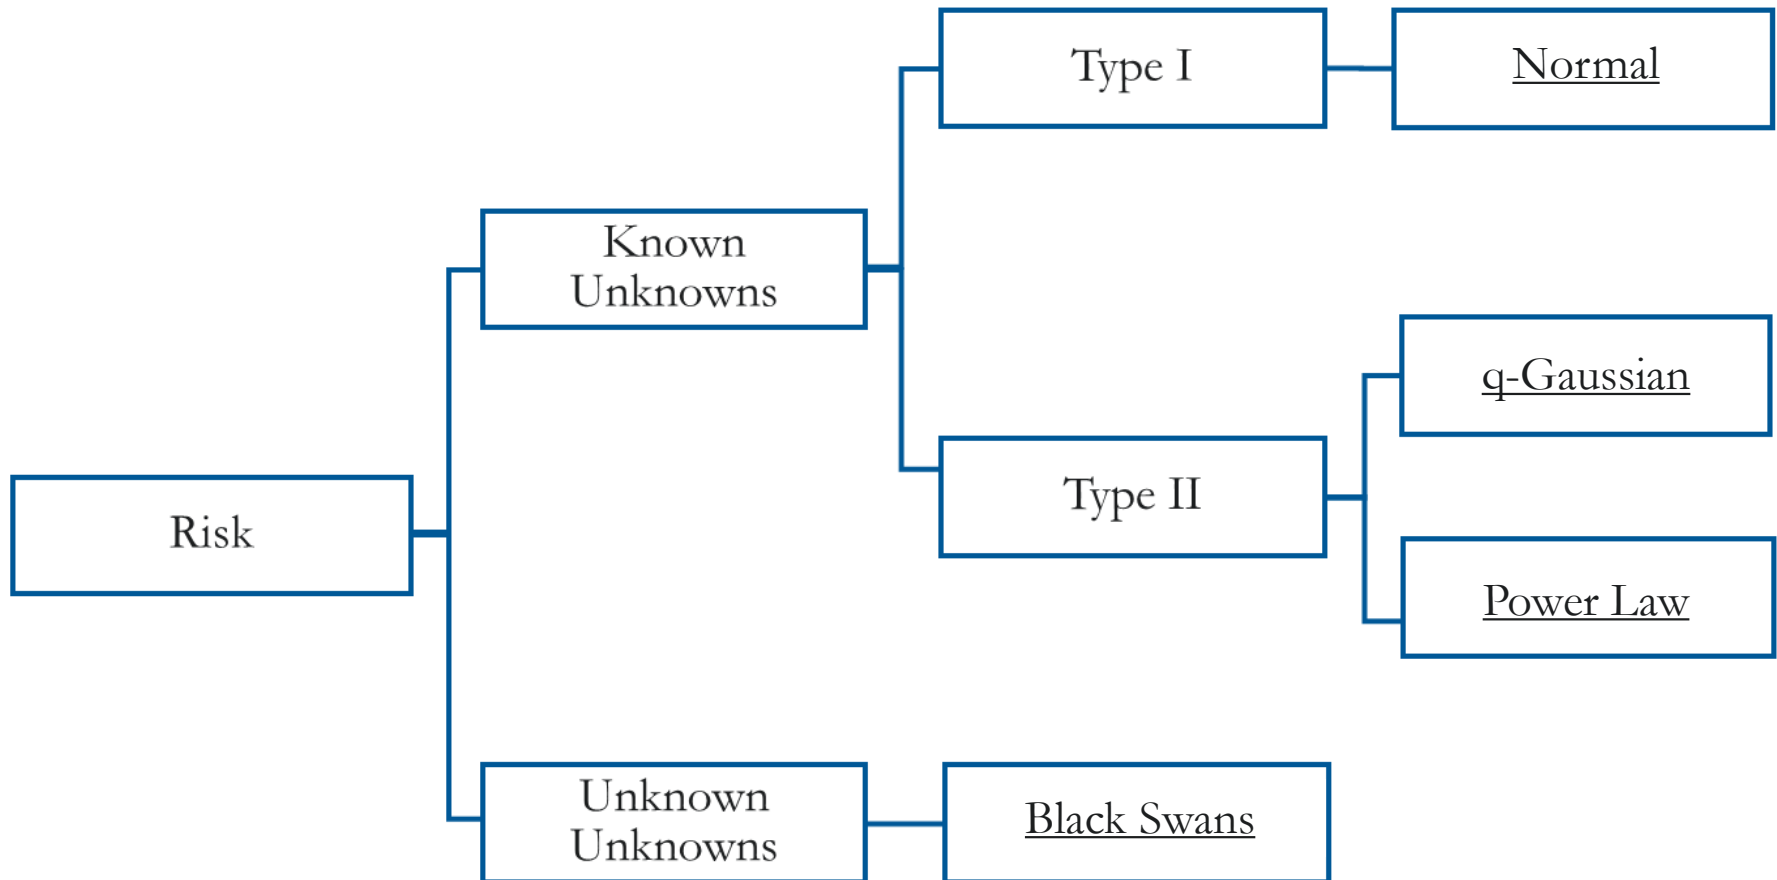 Type I
Normal
Known
Unknowns
q-Gaussian
Type II
Risk
Power Law
Unknown
Unknowns
Black Swans